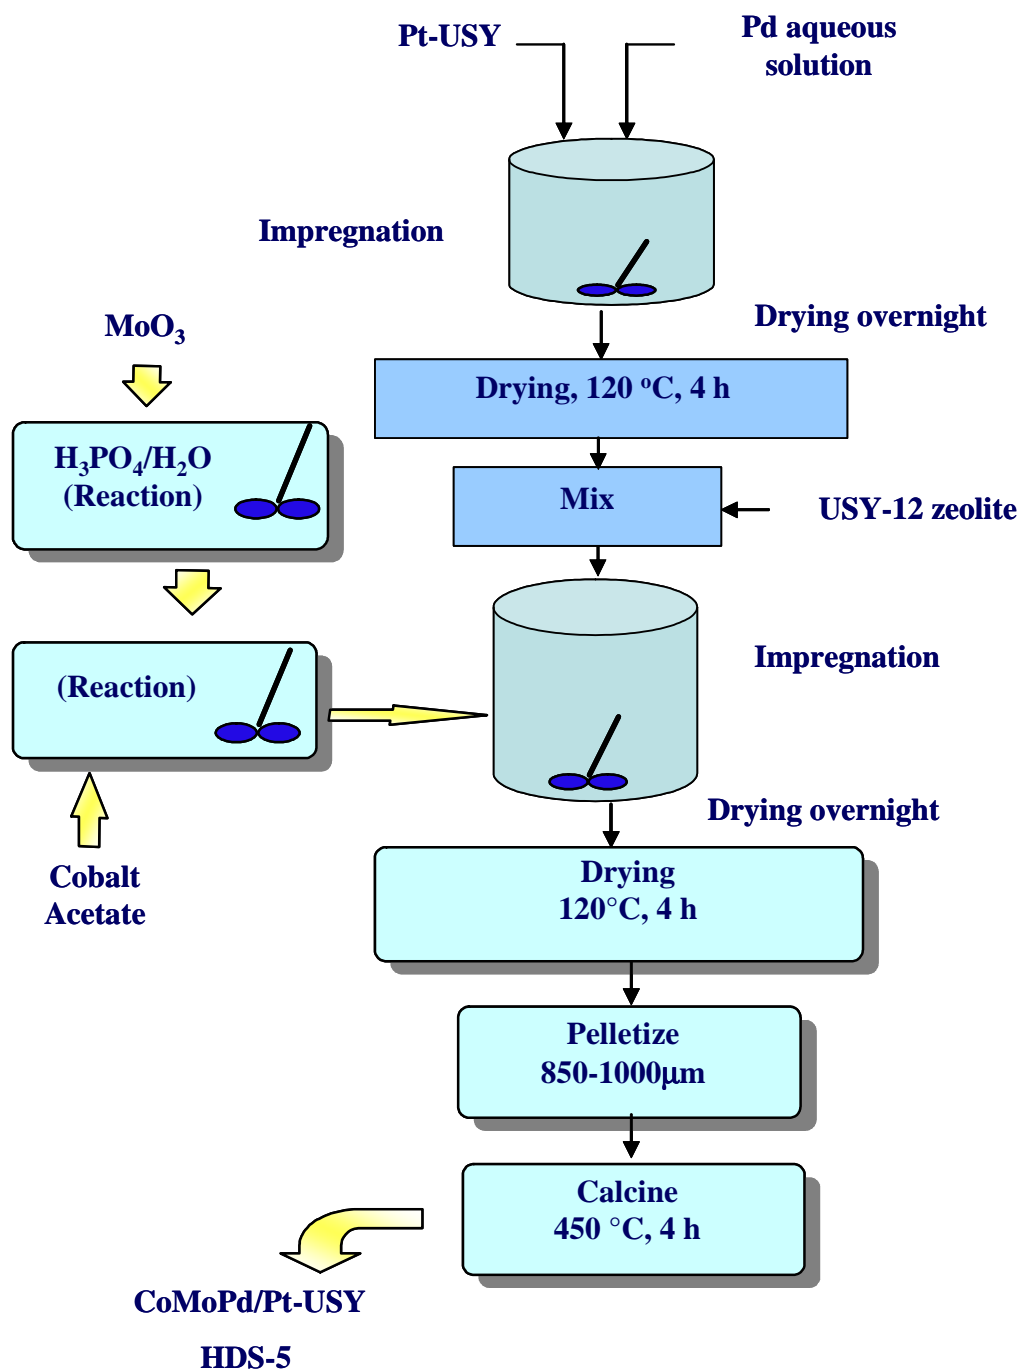 Pt-USY
Pd aqueous
solution
Impregnation
Drying overnight
MoO₃
Drying, 120 ºC, 4 h
H₃PO₄/H₂O
(Reaction)
Mix
USY-12 zeolite
Impregnation
(Reaction)
Drying overnight
Cobalt
Acetate
Drying
120°C, 4 h
Pelletize
850-1000μm
Calcine
450 °C, 4 h
CoMoPd/Pt-USY
HDS-5